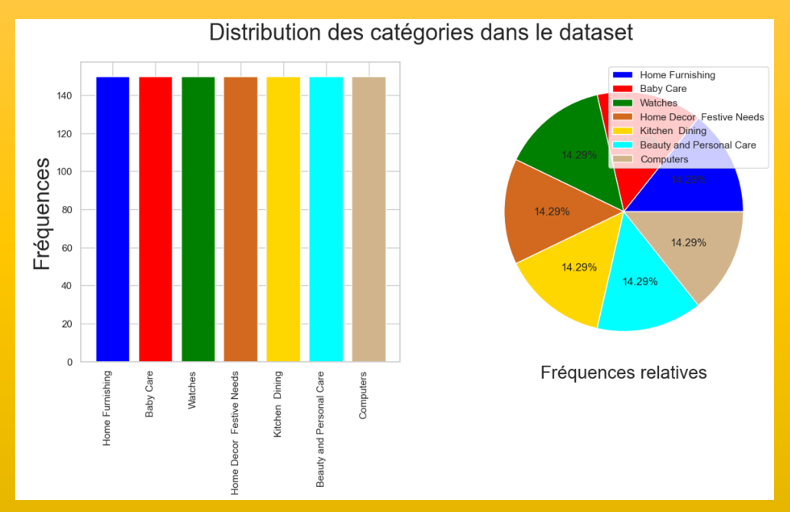 Distribution des catégories dans le dataset
Fréquences
140
120
100
80
60
40
20
0
Home Furnishing
Baby Care
Watches
Home Decor  Festive Needs
Kitchen  Dining
Beauty and Personal Care
Computers
Home Furnishing
Baby Care
Watches
Home Decor  Festive Needs
Kitchen  Dining
Beauty and Personal Care
Computers
14.29%
14.29%
14.29%
14.29%
14.29%
14.29%
Fréquences relatives